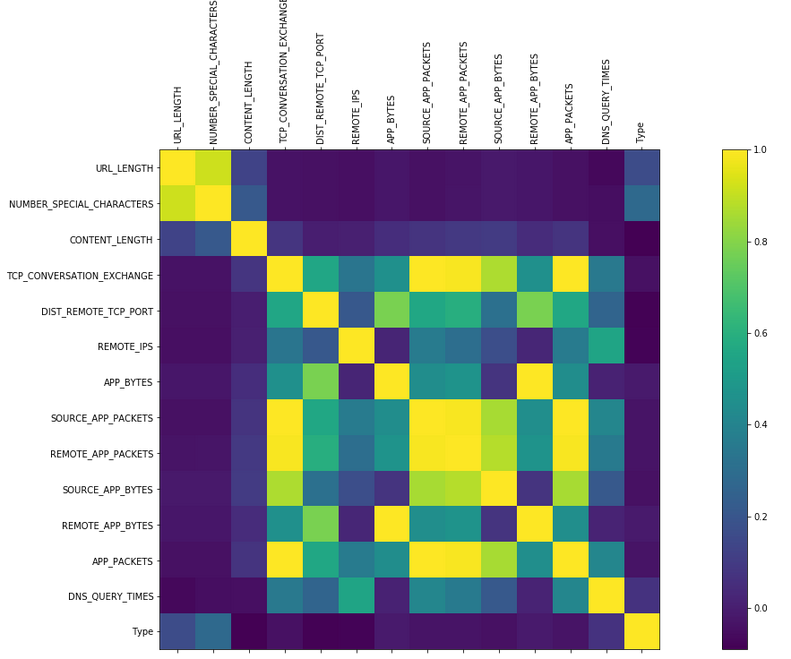 URL_LENGTH
NUMBER_SPECIAL_CHARACTERS
CONTENT_LENGTH
TCP_CONVERSATION_EXCHANGE
DIST_REMOTE_TCP_PORT
REMOTE_IPS
APP_BYTES
SOURCE_APP_PACKETS
REMOTE_APP_PACKETS
SOURCE_APP_BYTES
REMOTE_APP_BYTES
APP_PACKETS
DNS_QUERY_TIMES
Type
URL_LENGTH
NUMBER_SPECIAL_CHARACTERS
CONTENT_LENGTH
TCP_CONVERSATION_EXCHANGE
DIST_REMOTE_TCP_PORT
REMOTE_IPS
APP_BYTES
SOURCE_APP_PACKETS
REMOTE_APP_PACKETS
SOURCE_APP_BYTES
REMOTE_APP_BYTES
APP_PACKETS
DNS_QUERY_TIMES
Type
1.0
0.8
0.6
0.4
0.2
0.0